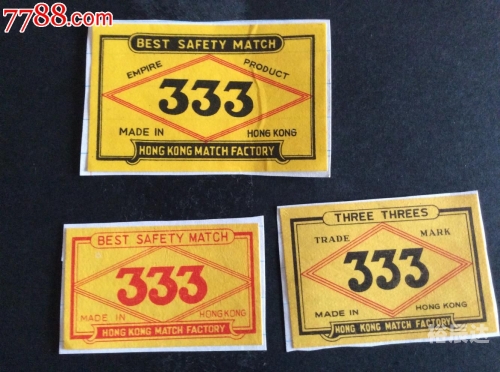 7788.com
BEST SAFETY MATCH
EMPIRE PRODUCT
333
MADE IN HONG KONG
HONG KONG MATCH FACTORY
BEST SAFETY MATCH
333
MADE IN HONG KONG
HONG KONG MATCH FACTORY
THREE THREES
TRADE MARK
333
MADE IN HONG KONG
HONG KONG MATCH FACTORY